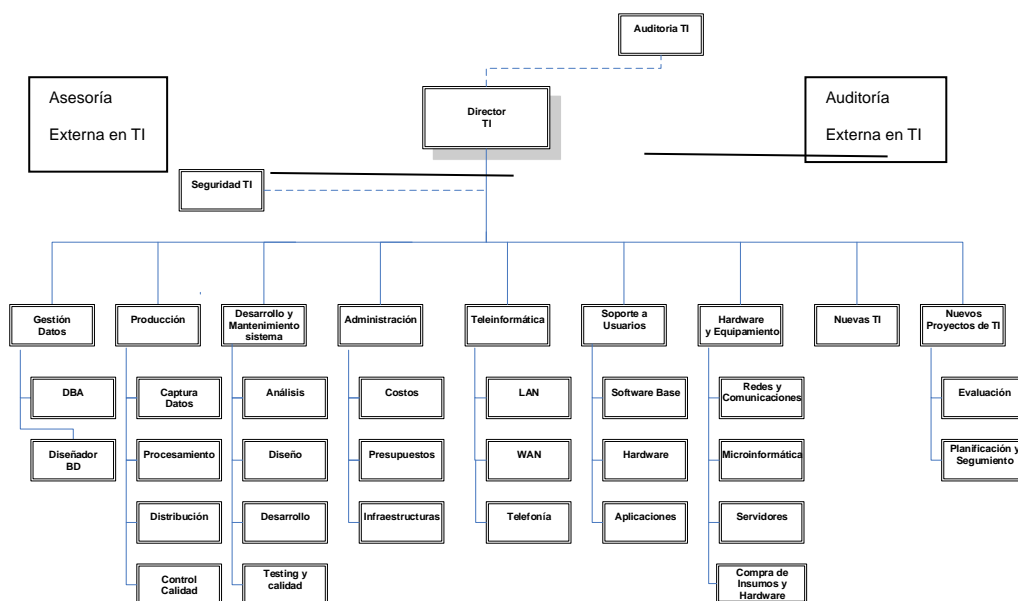 Auditoria TI
Asesoría
Externa en TI
Director
TI
Auditoría
Externa en TI
Seguridad TI
Gestión
Datos
Producción
Desarrollo y
Mantenimiento
sistema
Administración
Teleinformática
Soporte a
Usuarios
Hardware
y Equipamiento
Nuevas TI
Nuevos
Proyectos de TI
DBA
Captura
Datos
Análisis
Costos
LAN
Software Base
Redes y
Comunicaciones
Evaluación
Diseñador
BD
Procesamiento
Diseño
Presupuestos
WAN
Hardware
Microinformática
Planificación y
Segumiento
Distribución
Desarrollo
Infraestructuras
Telefonía
Aplicaciones
Servidores
Control
Calidad
Testing y
calidad
Compra de
Insumos y
Hardware